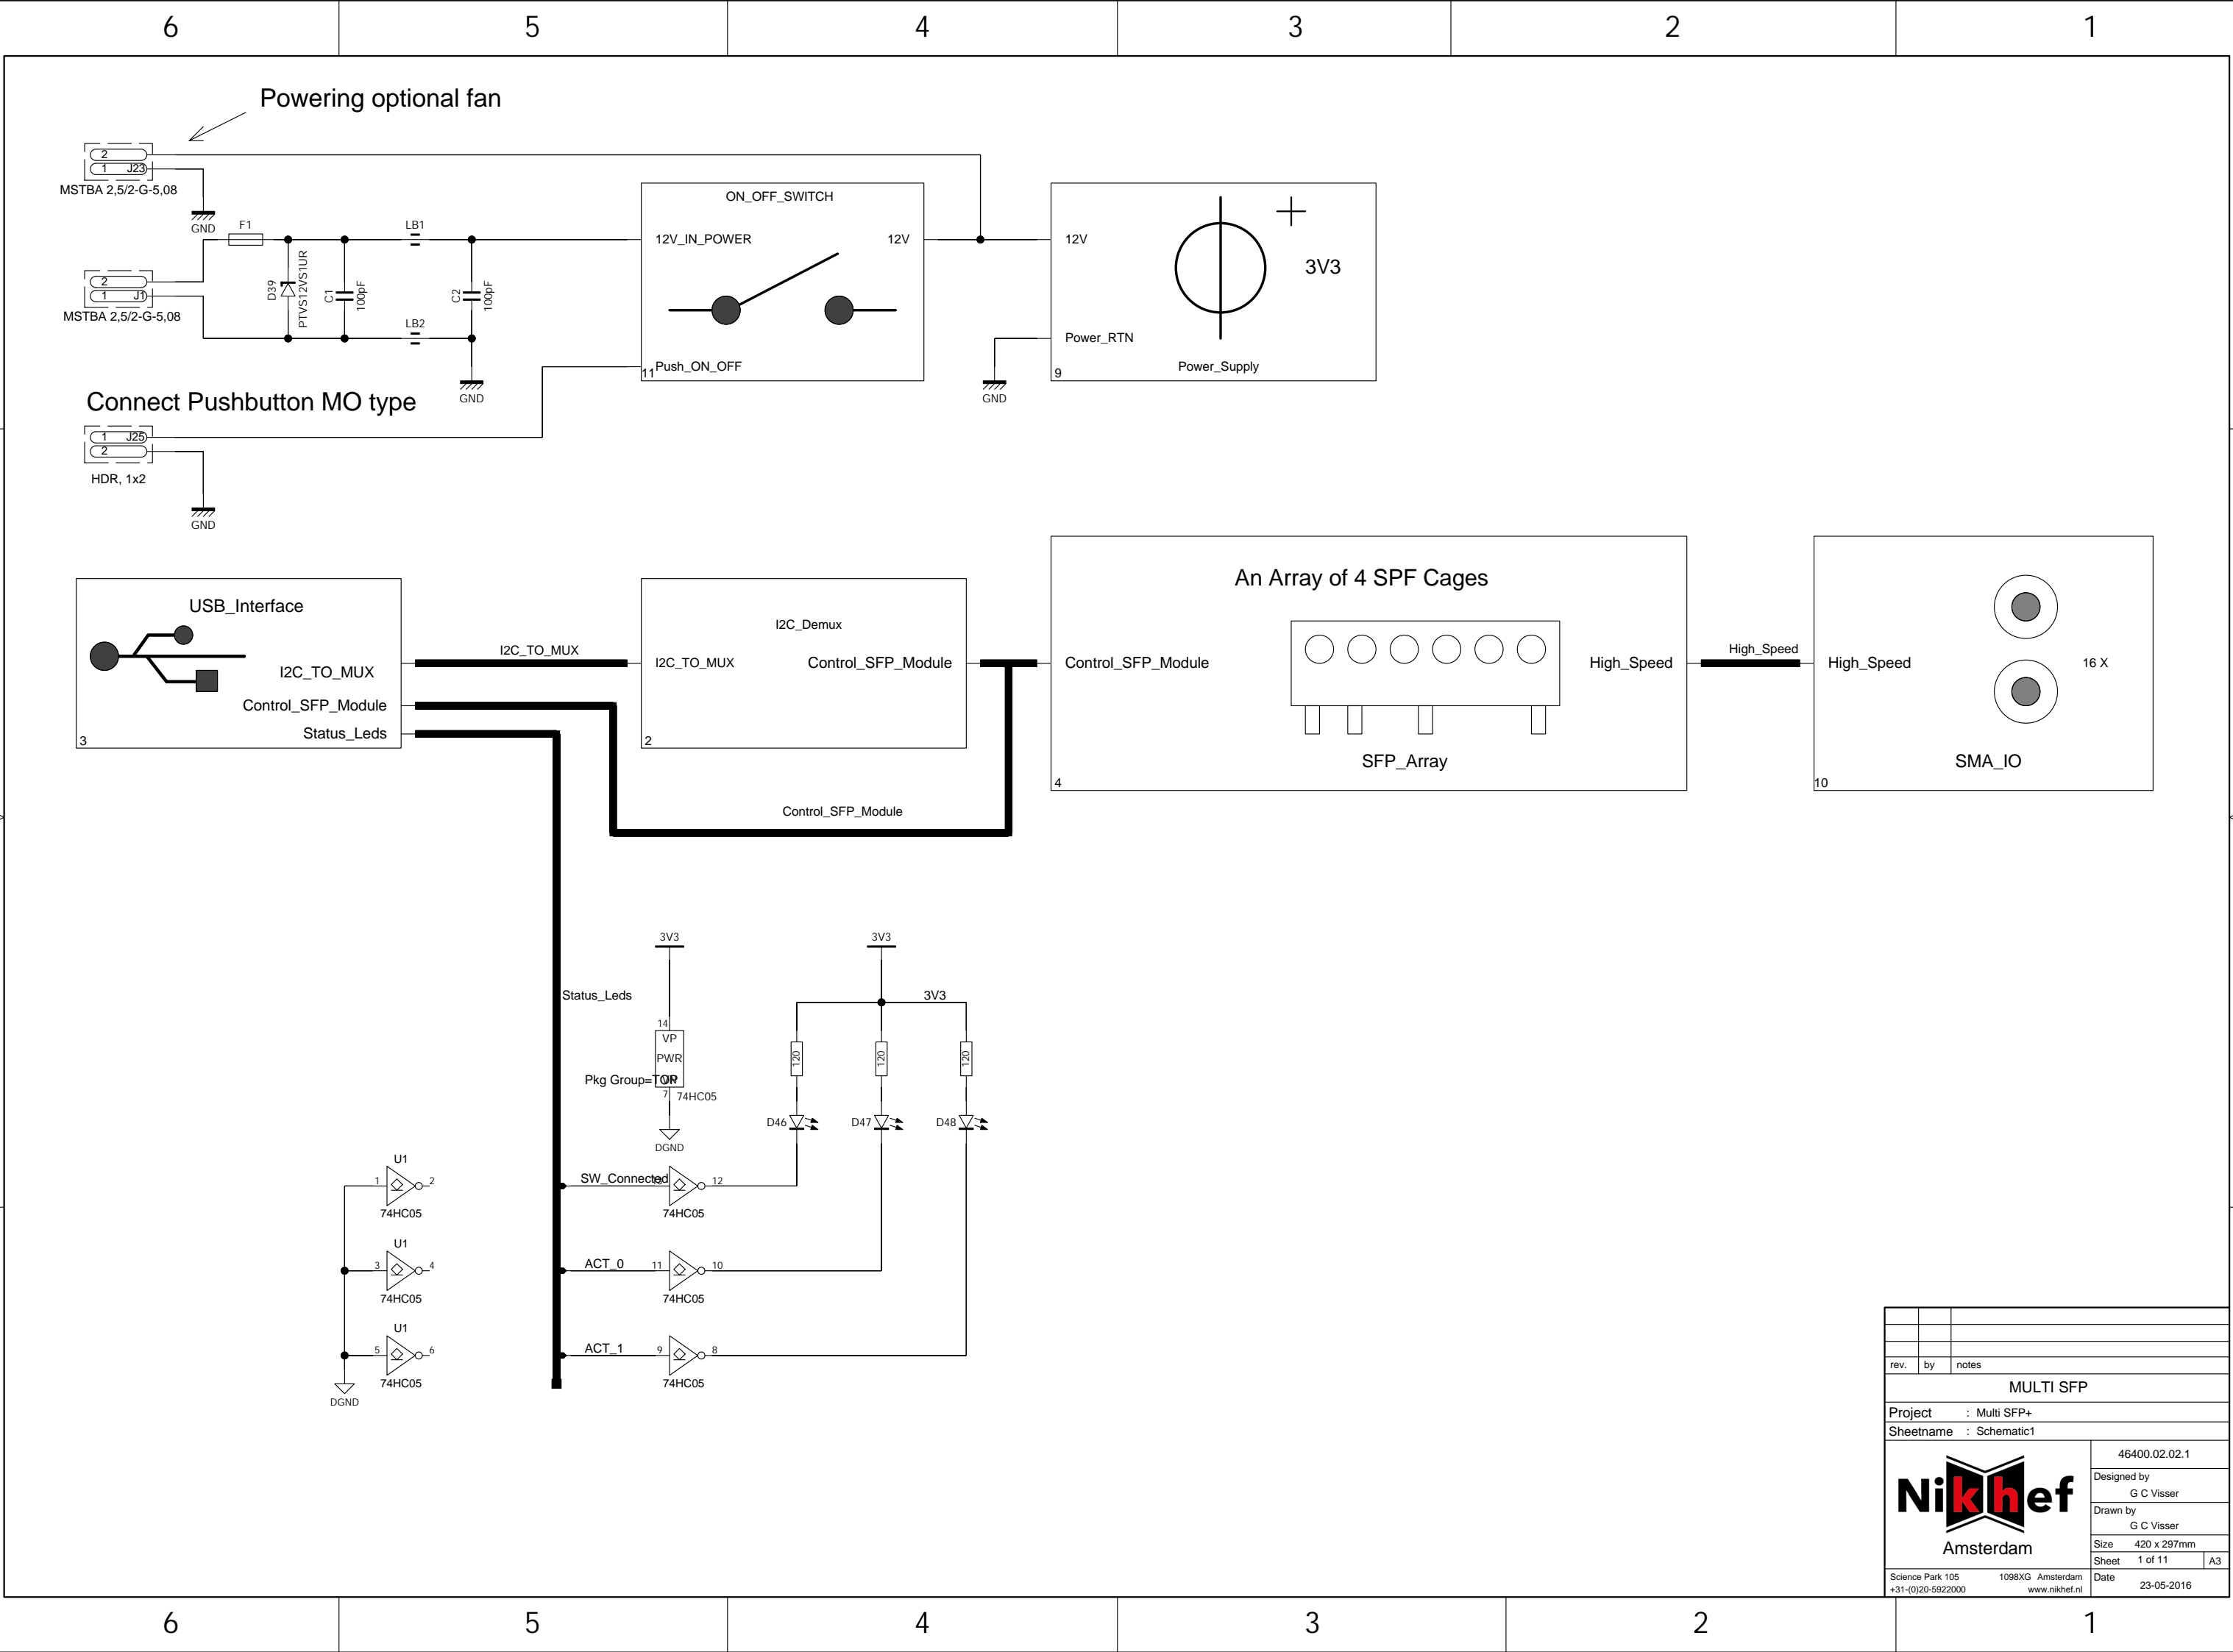 6 5 4 3 2 1
Powering optional fan
2
1 J23
MSTBA 2,5/2-G-5,08
GND
F1
LB1
2
1 J1
MSTBA 2,5/2-G-5,08
D39
PTVS12VS1UR
C1
100pF
C2
100pF
LB2
GND
ON_OFF_SWITCH
12V_IN_POWER 12V
11 Push_ON_OFF
12V
3V3
Power_RTN
9 Power_Supply
GND
Connect Pushbutton MO type
1 J25
2
HDR, 1x2
GND
USB_Interface
I2C_TO_MUX
Control_SFP_Module
Status_Leds
3
I2C_TO_MUX
I2C_Demux
I2C_TO_MUX Control_SFP_Module
2
Control_SFP_Module
An Array of 4 SPF Cages
Control_SFP_Module High_Speed
SFP_Array
4
High_Speed
High_Speed
16 X
SMA_IO
10
3V3
3V3
Status_Leds
3V3
14
VP
PWR
Pkg Group=TOP
VN
7 74HC05
DGND
120 120 120
D46 D47 D48
U1
1 2
74HC05
SW_Connected 13 12
74HC05
U1
3 4
74HC05
ACT_0 11 10
74HC05
U1
5 6
74HC05
ACT_1 9 8
74HC05
DGND
rev. by notes
MULTI SFP
Project : Multi SFP+
Sheetname : Schematic1
Nikhef
Amsterdam
46400.02.02.1
Designed by
G C Visser
Drawn by
G C Visser
Size 420 x 297mm
Sheet 1 of 11 A3
Science Park 105 1098XG Amsterdam
+31-(0)20-5922000 www.nikhef.nl
Date
23-05-2016
6 5 4 3 2 1